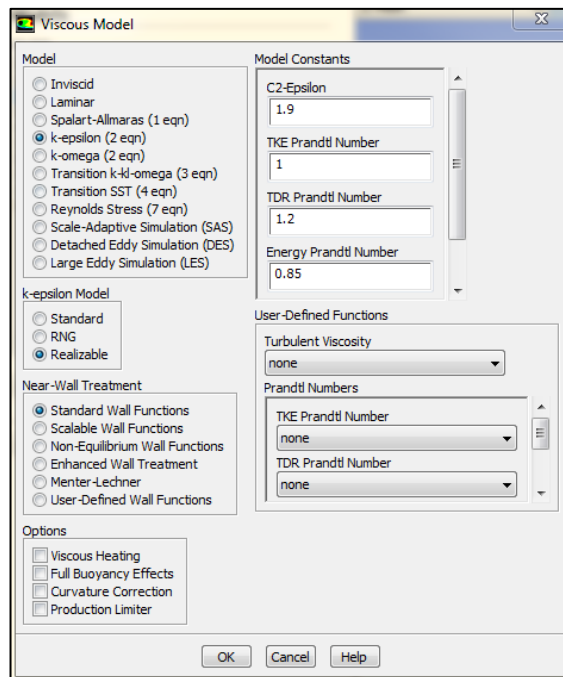 Viscous Model
Model
Inviscid
Laminar
Spalart-Allmaras (1 eqn)
k-epsilon (2 eqn)
k-omega (2 eqn)
Transition k-kl-omega (3 eqn)
Transition SST (4 eqn)
Reynolds Stress (7 eqn)
Scale-Adaptive Simulation (SAS)
Detached Eddy Simulation (DES)
Large Eddy Simulation (LES)
k-epsilon Model
Standard
RNG
Realizable
Near-Wall Treatment
Standard Wall Functions
Scalable Wall Functions
Non-Equilibrium Wall Functions
Enhanced Wall Treatment
Menter-Lechner
User-Defined Wall Functions
Options
Viscous Heating
Full Buoyancy Effects
Curvature Correction
Production Limiter
Model Constants
C2-Epsilon
1.9
TKE Prandtl Number
1
TDR Prandtl Number
1.2
Energy Prandtl Number
0.85
User-Defined Functions
Turbulent Viscosity
none
Prandtl Numbers
TKE Prandtl Number
none
TDR Prandtl Number
none
OK Cancel Help